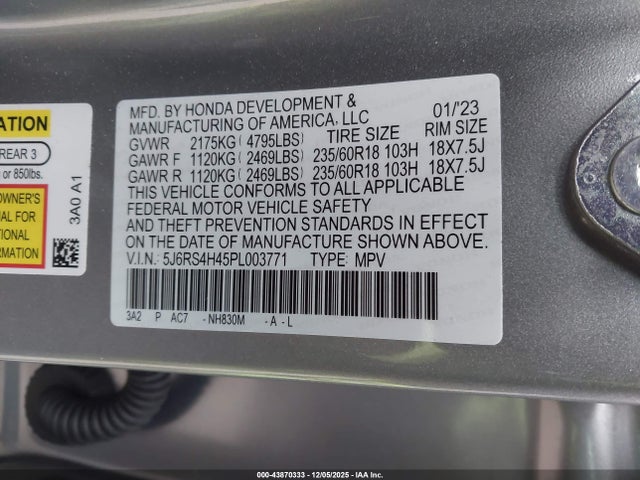 ATION
REAR 3
or 850lbs.
OWNER'S
UAL FOR
TIONAL
RMATION
3A0 A1
MFD. BY HONDA DEVELOPMENT &
MANUFACTURING OF AMERICA, LLC 01/'23
GVWR 2175KG( 4795LBS) TIRE SIZE RIM SIZE
GAWR F 1120KG( 2469LBS) 235/60R18 103H 18X7.5J
GAWR R 1120KG( 2469LBS) 235/60R18 103H 18X7.5J
THIS VEHICLE CONFORMS TO ALL APPLICABLE
FEDERAL MOTOR VEHICLE SAFETY
AND THEFT PREVENTION STANDARDS IN EFFECT
ON THE DATE OF MANUFACTURE SHOWN ABOVE.
V.I.N.: 5J6RS4H45PL003771 TYPE: MPV
3A2 P AC7 -NH830M -A-L
000-43870333 - 12/05/2025 - IAA Inc.